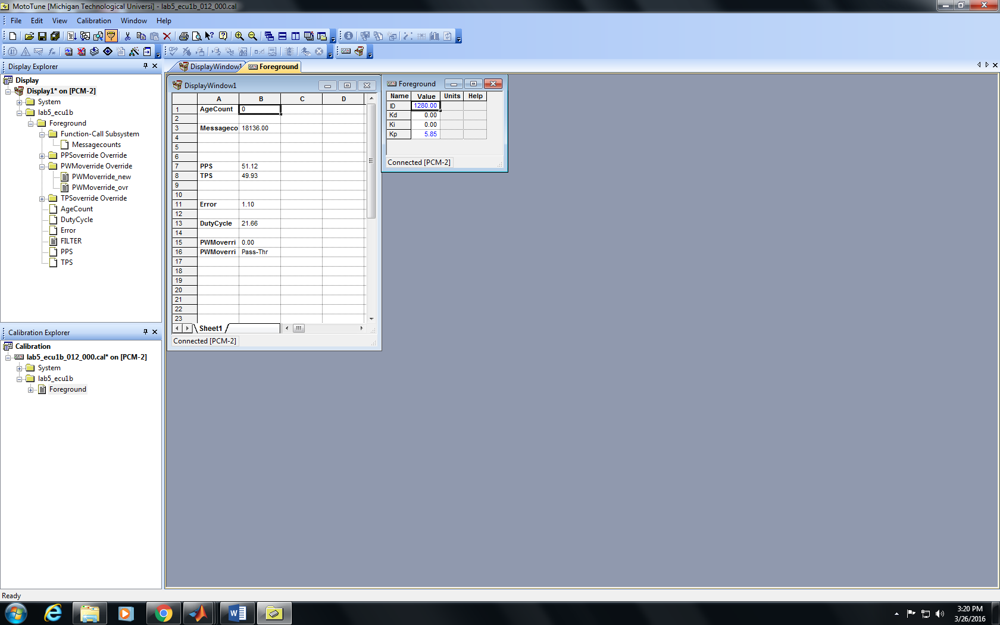 MotoTune [Michigan Technological Universi] - lab5_ecu1b_012_000.cal
File Edit View Calibration Window Help
Display Explorer
Display
Display1* on [PCM-2]
System
lab5_ecu1b
Foreground
Function-Call Subsystem
Messagecounts
PPSoverride Override
PWMoverride Override
PWMoverride_new
PWMoverride_ovr
TPSoverride Override
AgeCount
DutyCycle
Error
FILTER
PPS
TPS
Calibration Explorer
Calibration
lab5_ecu1b_012_000.cal* on [PCM-2]
System
lab5_ecu1b
Foreground
DisplayWindow1 Foreground
DisplayWindow1
A B C D
1 AgeCount 0
2
3 Messageco 18136.00
4
5
6
7 PPS 51.12
8 TPS 49.93
9
10
11 Error 1.10
12
13 DutyCycle 21.66
14
15 PWMoverri 0.00
16 PWMoverri Pass-Thr
17
18
19
20
21
22
23
Sheet1
Connected [PCM-2]
Foreground
Name Value Units Help
ID 1280.00
Kd 0.00
Ki 0.00
Kp 5.85
Connected [PCM-2]
Ready
3:20 PM
3/26/2016